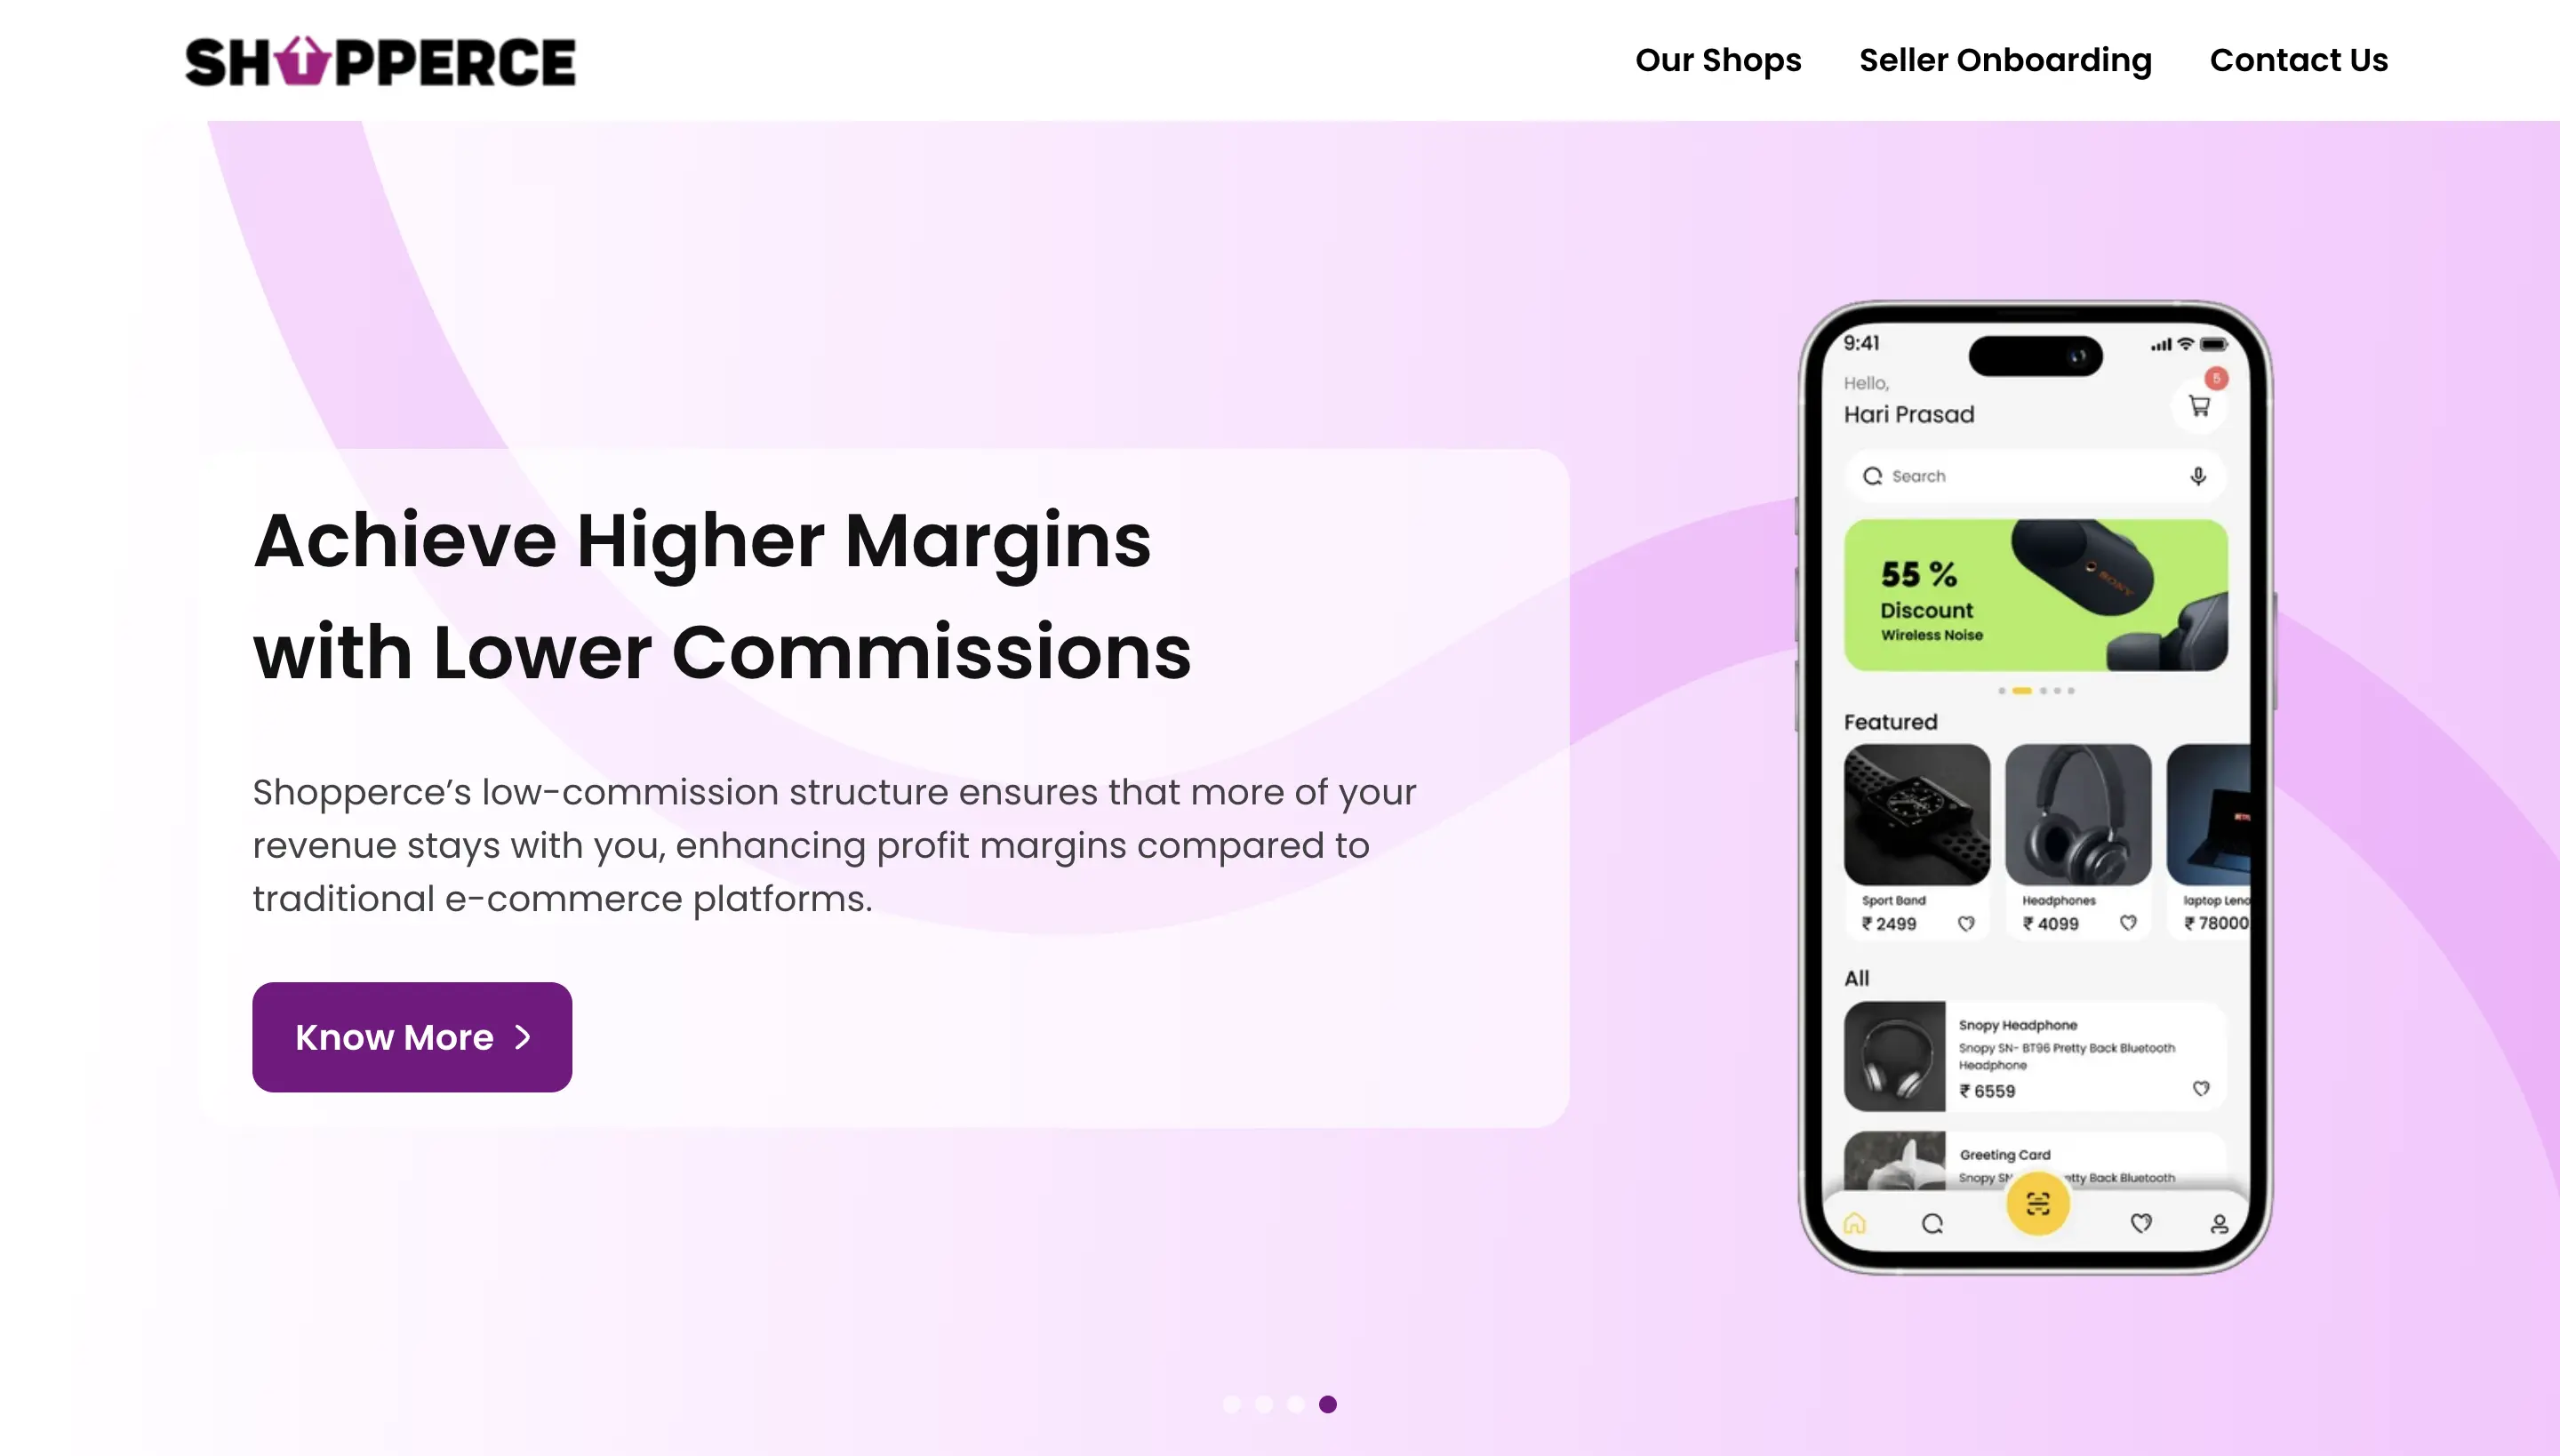 SHOPPERCE
Our Shops
Seller Onboarding
Contact Us
Achieve Higher Margins
with Lower Commissions
Shopperce’s low-commission structure ensures that more of your
revenue stays with you, enhancing profit margins compared to
traditional e-commerce platforms.
Know More
9:41
Hello,
5
Hari Prasad
Search
55 %
Discount
Wireless Noise
SONY
Featured
Sport Band
₹ 2499
Headphones
₹ 4099
laptop Leno
₹ 78000
All
Snopy Headphone
Snopy SN- BT96 Pretty Back Bluetooth
Headphone
₹ 6559
Greeting Card
Snopy SN
etty Back Bluetooth